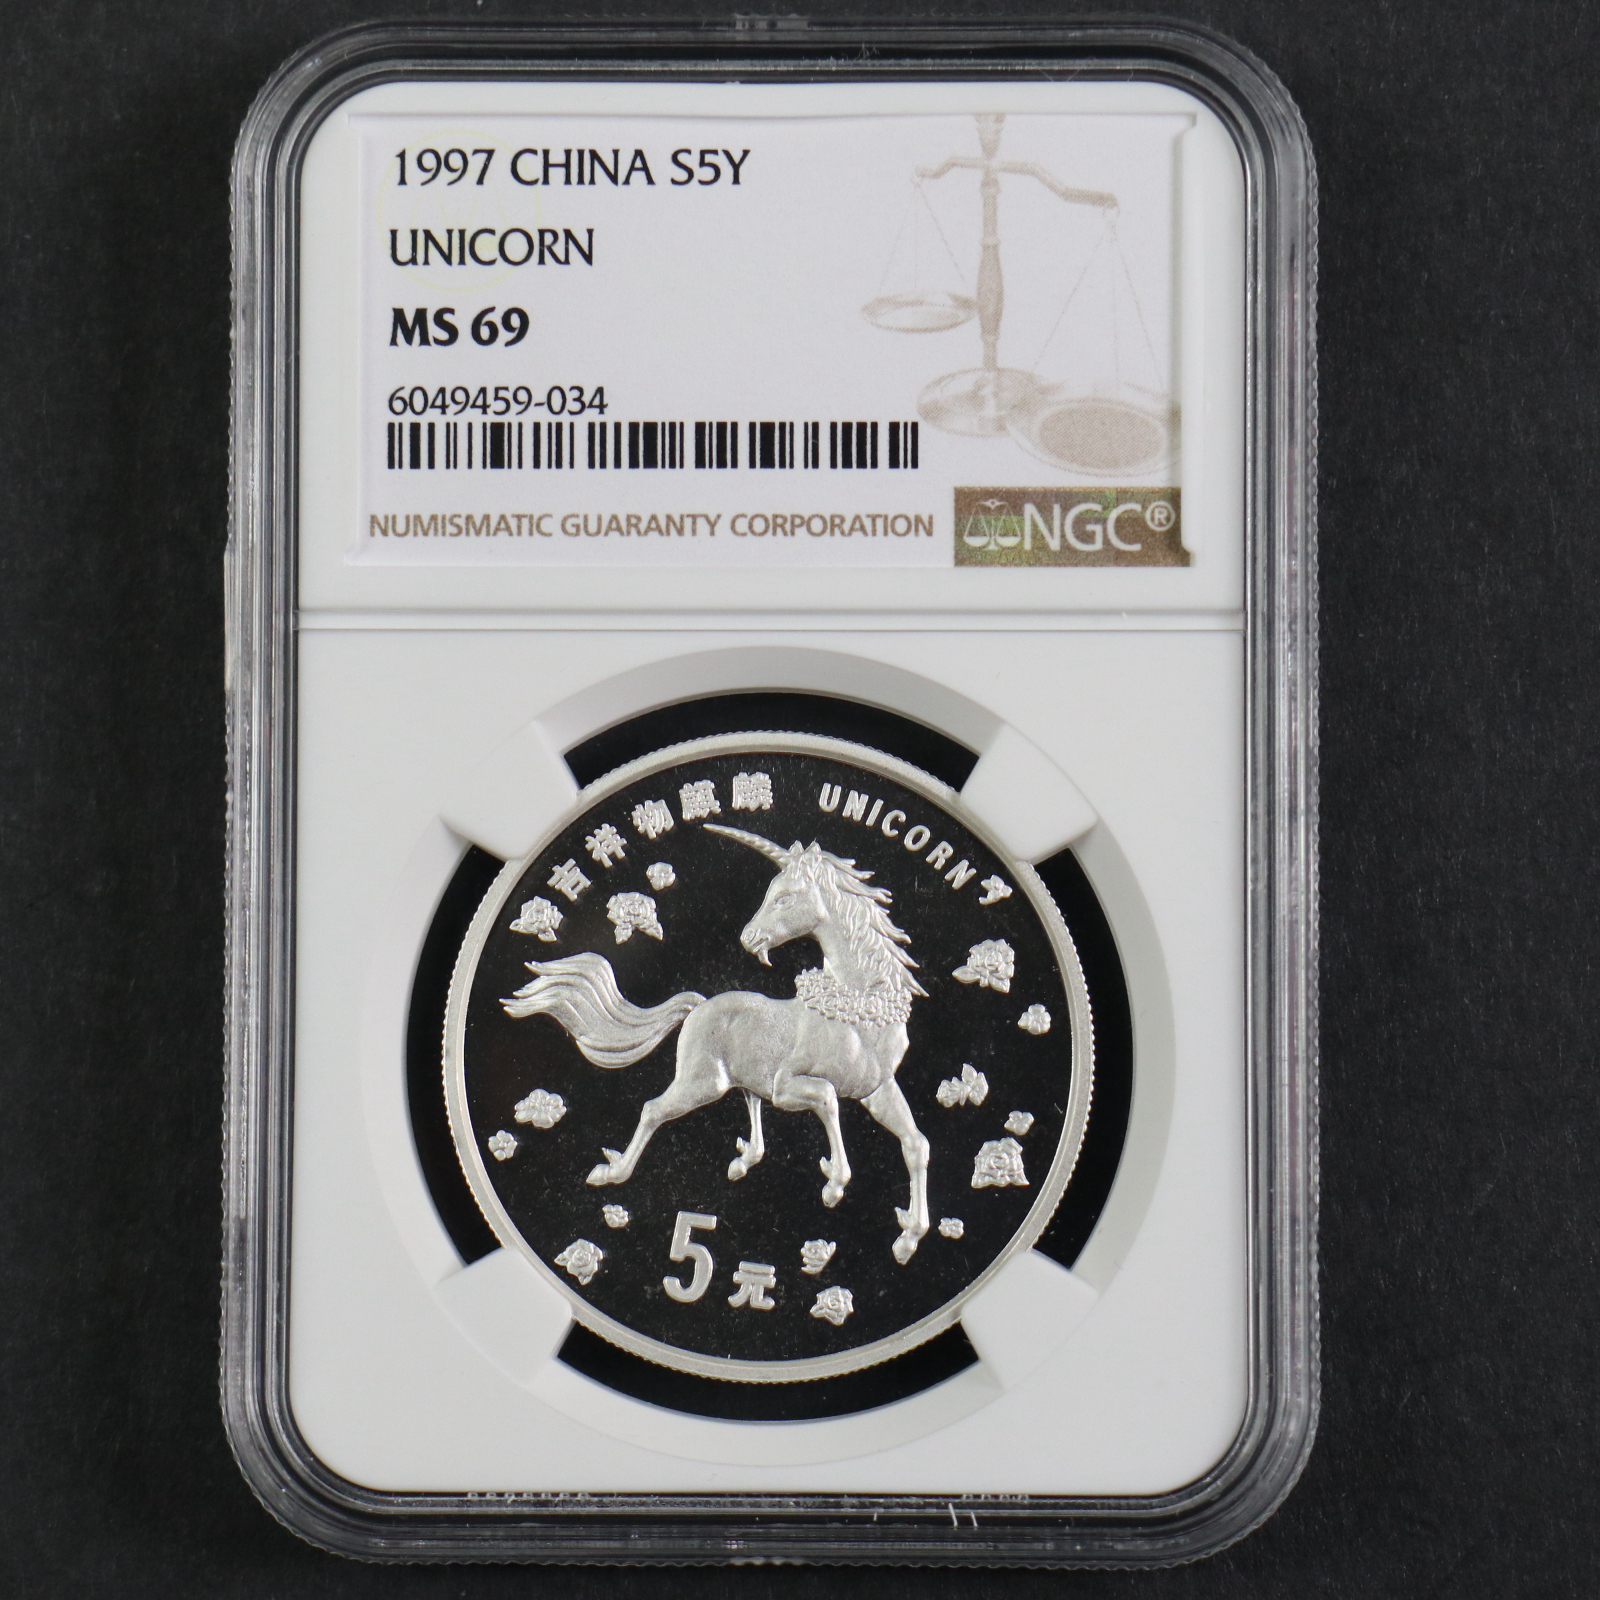 1997 CHINA S5Y
UNICORN
MS 69
6049459-034
NUMISMATIC GUARANTY CORPORATION
NGC®
吉祥物麒麟 UNICORN
5元